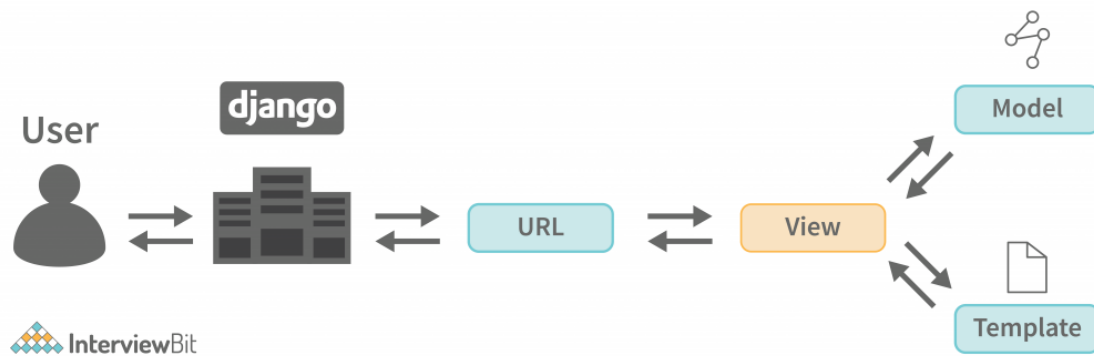 User
django
URL
View
Model
Template
InterviewBit